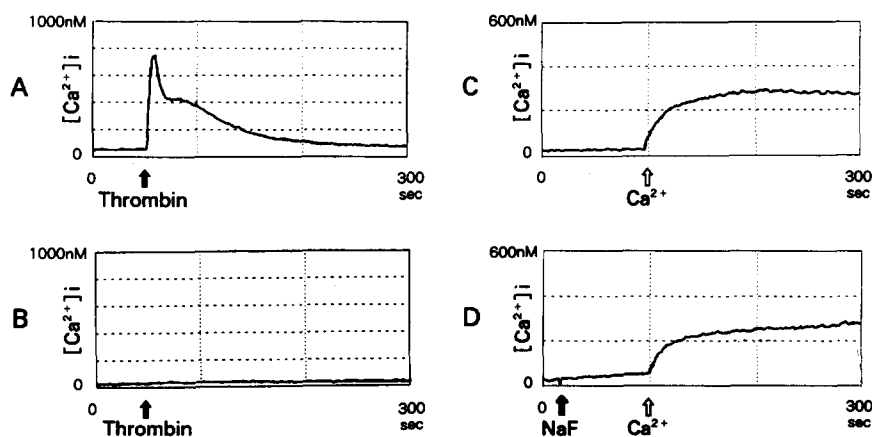 A
1000nM
[Ca²⁺]i
0
0
300
sec
Thrombin
B
1000nM
[Ca²⁺]i
0
0
300
sec
Thrombin
C
600nM
[Ca²⁺]i
0
0
300
sec
Ca²⁺
D
600nM
[Ca²⁺]i
0
0
300
sec
NaF
Ca²⁺